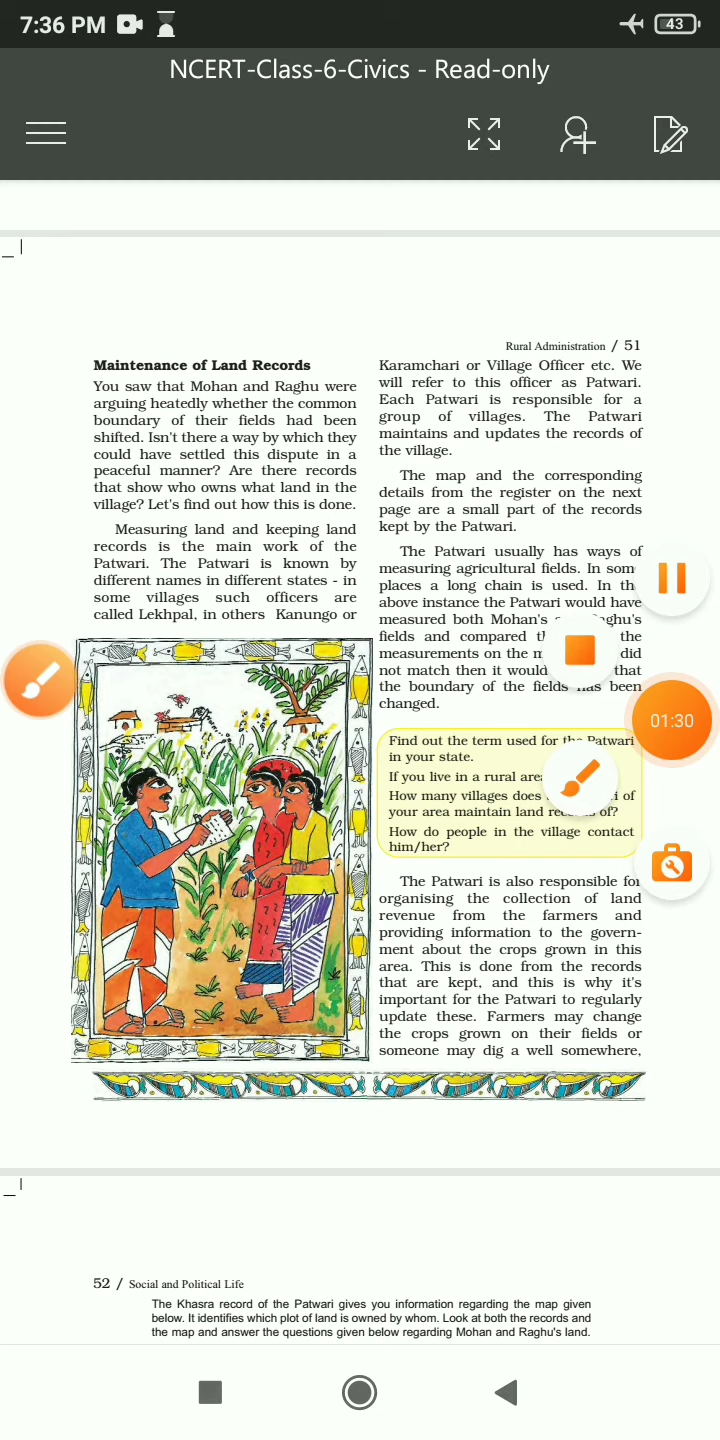 7:36 PM
43
NCERT-Class-6-Civics - Read-only
Rural Administration / 51
Maintenance of Land Records
You saw that Mohan and Raghu were
arguing heatedly whether the common
boundary of their fields had been
shifted. Isn't there a way by which they
could have settled this dispute in a
peaceful manner? Are there records
that show who owns what land in the
village? Let's find out how this is done.
Measuring land and keeping land
records is the main work of the
Patwari. The Patwari is known by
different names in different states - in
some villages such officers are
called Lekhpal, in others Kanungo or
Karamchari or Village Officer etc. We
will refer to this officer as Patwari.
Each Patwari is responsible for a
group of villages. The Patwari
maintains and updates the records of
the village.
The map and the corresponding
details from the register on the next
page are a small part of the records
kept by the Patwari.
The Patwari usually has ways of
measuring agricultural fields. In
places a long chain is used. In
above instance the Patwari would have
measured both Mohan's
fields and compared the
measurements on the did
not match then it would that
the boundary of the fields has been
changed.
Find out the term used for the Patwari
in your state.
If you live in a rural
How many villages does of
your area maintain land of?
How do people in the village contact
him/her?
The Patwari is also responsible for
organising the collection of land
revenue from the farmers and
providing information to the govern-
ment about the crops grown in this
area. This is done from the records
that are kept, and this is why it's
important for the Patwari to regularly
update these. Farmers may change
the crops grown on their fields or
someone may dig a well somewhere,
01:30
52 / Social and Political Life
The Khasra record of the Patwari gives you information regarding the map given
below. It identifies which plot of land is owned by whom. Look at both the records and
the map and answer the questions given below regarding Mohan and Raghu's land.